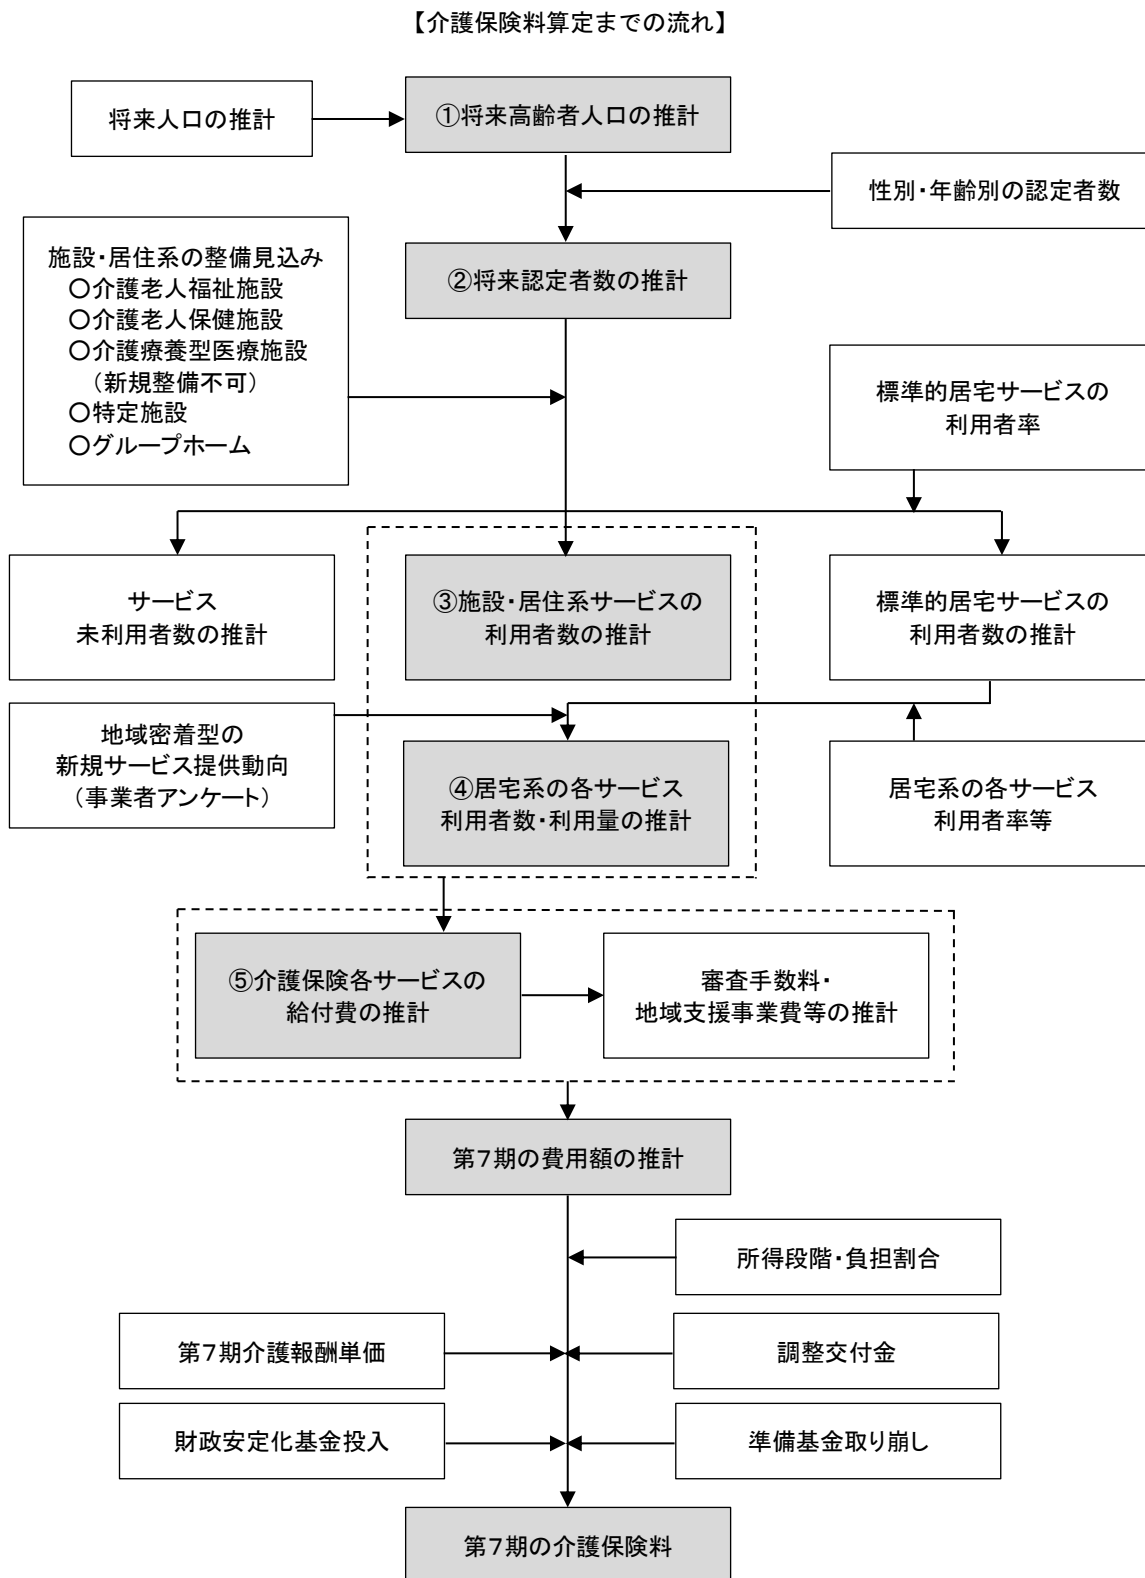 【介護保険料算定までの流れ】
将来人口の推計
①将来高齢者人口の推計
性別・年齢別の認定者数
施設・居住系の整備見込み
○介護老人福祉施設
○介護老人保健施設
○介護療養型医療施設
（新規整備不可）
○特定施設
○グループホーム
②将来認定者数の推計
標準的居宅サービスの
利用者率
サービス
未利用者数の推計
③施設・居住系サービスの
利用者数の推計
標準的居宅サービスの
利用者数の推計
地域密着型の
新規サービス提供動向
（事業者アンケート）
④居宅系の各サービス
利用者数・利用量の推計
居宅系の各サービス
利用者率等
⑤介護保険各サービスの
給付費の推計
審査手数料・
地域支援事業費等の推計
第７期の費用額の推計
所得段階・負担割合
第７期介護報酬単価
調整交付金
財政安定化基金投入
準備基金取り崩し
第７期の介護保険料